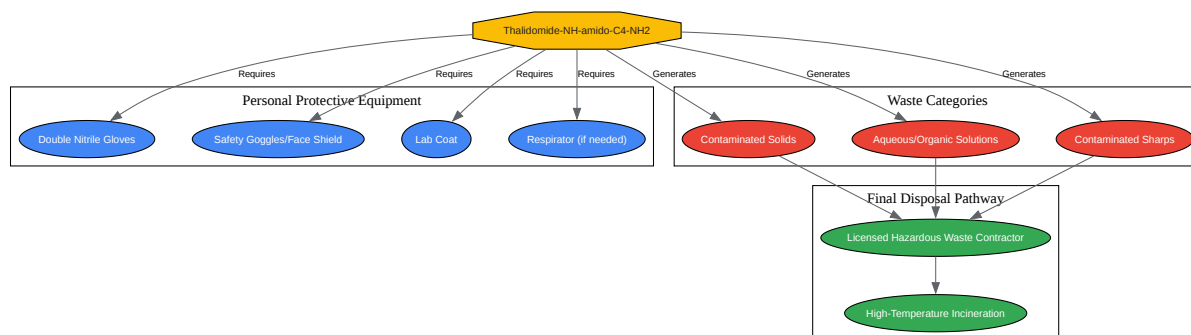 Thalidomide-NH-amido-C4-NH2
Requires
Requires
Requires
Requires
Generates
Generates
Generates
Personal Protective Equipment
Waste Categories
Double Nitrile Gloves
Safety Goggles/Face Shield
Lab Coat
Respirator (if needed)
Contaminated Solids
Aqueous/Organic Solutions
Contaminated Sharps
Final Disposal Pathway
Licensed Hazardous Waste Contractor
High-Temperature Incineration